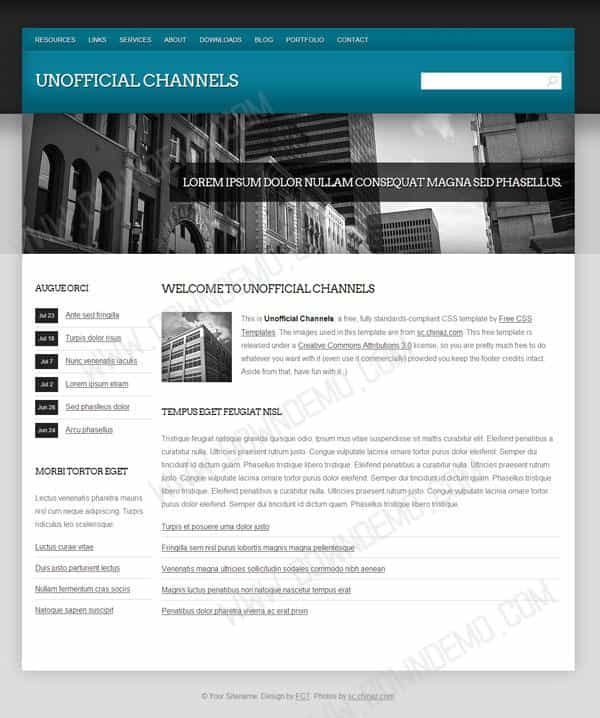 RESOURCES LINKS SERVICES ABOUT DOWNLOADS BLOG PORTFOLIO CONTACT
UNOFFICIAL CHANNELS
LOREM IPSUM DOLOR NULLAM CONSEQUAT MAGNA SED PHASELLUS.
AUGUE ORCI
Jul 23 Ante sed fringilla
Jul 18 Turpis dolor risus
Jul 7 Nunc venenatis iaculis
Jul 2 Lorem ipsum etiam
Jun 26 Sed phaslleus dolor
Jun 24 Arcu phasellus
MORBI TORTOR EGET
Lectus venenatis pharetra mauris
nisl cum neque adipiscing. Turpis
ridiculus leo scelerisque.
Luctus curae vitae
Duis justo parturient lectus
Nullam fermentum cras sociis
Natoque sapien suscipit
WELCOME TO UNOFFICIAL CHANNELS
This is Unofficial Channels a free, fully standards-compliant CSS template by Free CSS
Templates. The images used in this template are from sc.chinaz.com. This free template is
released under a Creative Commons Attributions 3.0 license, so you are pretty much free to do
whatever you want with it (even use it commercially) provided you keep the footer credits intact.
Aside from that, have fun with it :)
TEMPUS EGET FEUGIAT NISL
Tristique feugiat natoque gravida quisque odio. Ipsum mus vitae suspendisse sit mattis curabitur elit. Eleifend penatibus a
curabitur nulla. Ultricies praesent rutrum justo. Congue vulputate lacinia ornare tortor purus dolor eleifend. Semper dui
tincidunt id dictum quam. Phasellus tristique libero tristique. Eleifend penatibus a curabitur nulla. Ultricies praesent rutrum
justo. Congue vulputate lacinia ornare tortor purus dolor eleifend. Semper dui tincidunt id dictum quam. Phasellus tristique
libero tristique. Eleifend penatibus a curabitur nulla. Ultricies praesent rutrum justo. Congue vulputate lacinia ornare tortor
purus dolor eleifend. Semper dui tincidunt id dictum quam. Phasellus tristique libero tristique.
Turpis et posuere uma dolor justo
Fringilla sem nisl purus lobortis magnis magna pellentesque
Venenatis magna ultricies sollicitudin sodales commodo nibh aenean
Magnis luctus penatibus non natoque nascetur tempus erat
Penatibus dolor pharetra viverra ac erat proin
© Your Sitename. Design by FCT. Photos by sc.chinaz.com
WWW.DOWNDEMO.COM
WWW.DOWNDEMO.COM
WWW.DOWNDEMO.COM